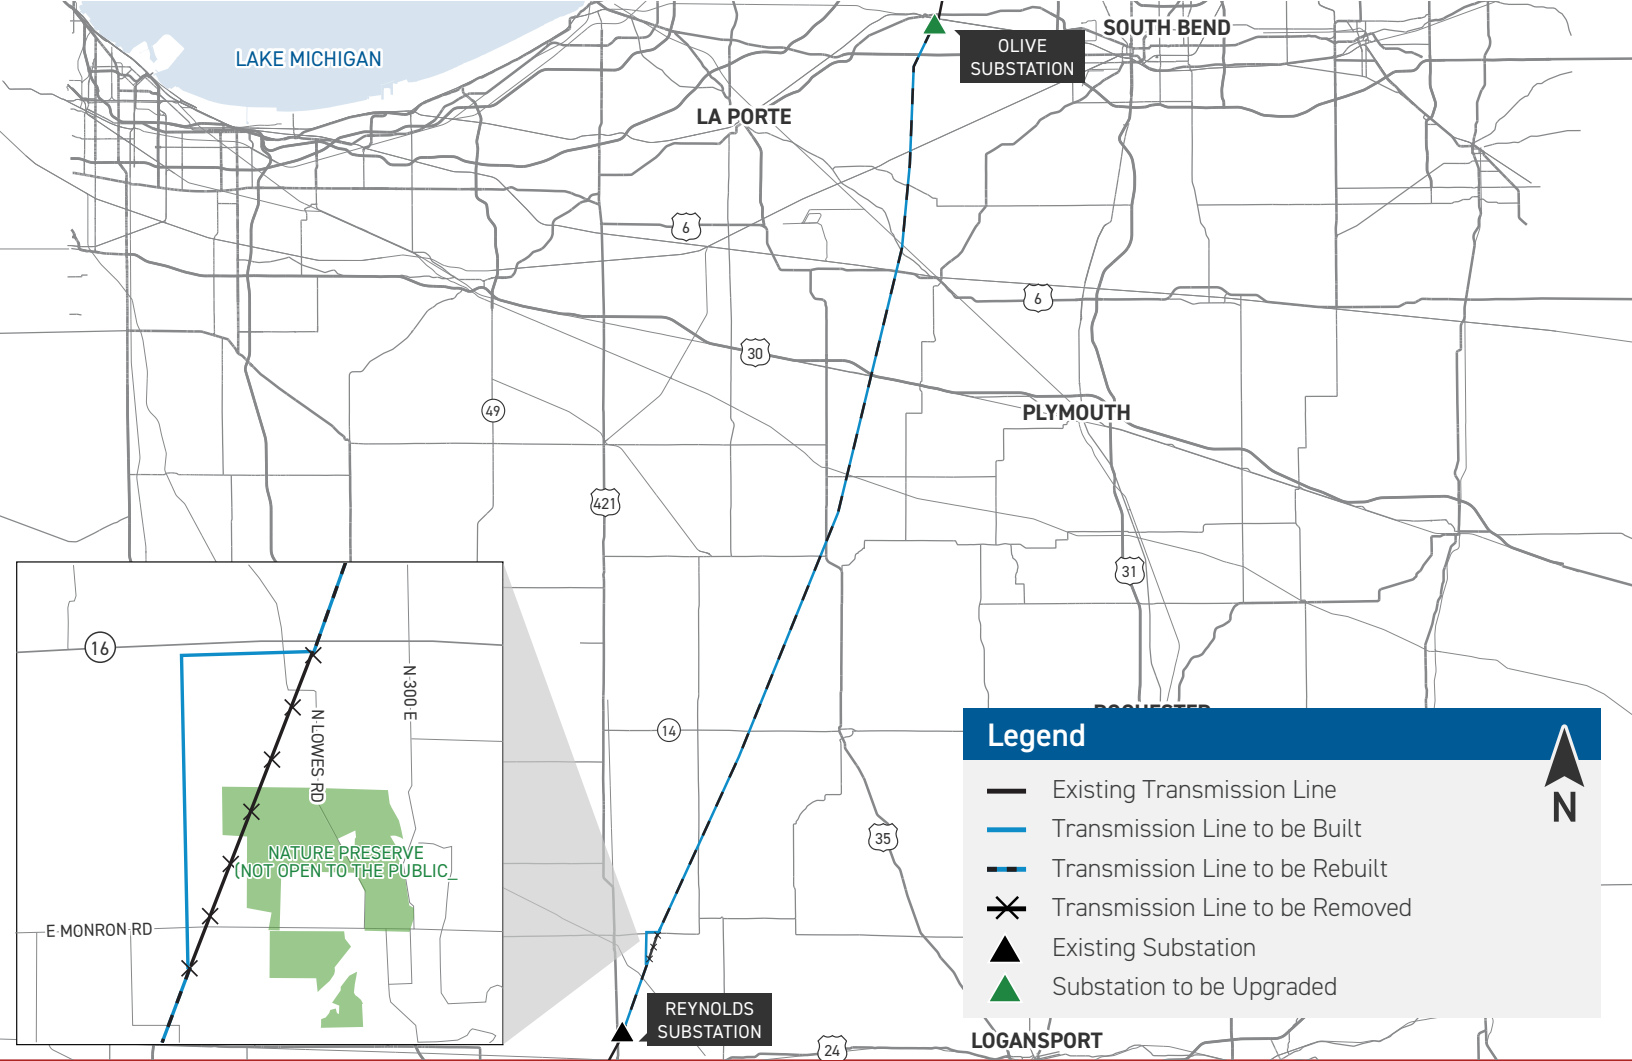 SOUTH BEND
OLIVE
SUBSTATION
LAKE MICHIGAN
LA PORTE
6
6
30
PLYMOUTH
49
421
31
16
N 300 E
N LOWES RD
NATURE PRESERVE
(NOT OPEN TO THE PUBLIC_
E MONRON RD
14
35
ROCHESTER
Legend
Existing Transmission Line
Transmission Line to be Built
Transmission Line to be Rebuilt
Transmission Line to be Removed
Existing Substation
Substation to be Upgraded
N
REYNOLDS
SUBSTATION
24
LOGANSPORT